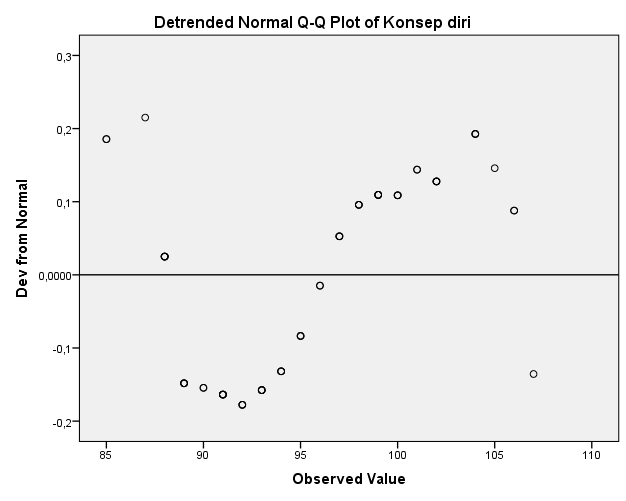 Detrended Normal Q-Q Plot of Konsep diri
0,3
0,2
0,1
0,0000
-0,1
-0,2
Dev from Normal
85 90 95 100 105 110
Observed Value